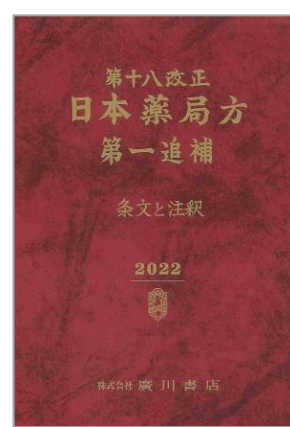 第十八改正
日本薬局方
第一追補
条文と注釈
2022
株式会社 廣川書店